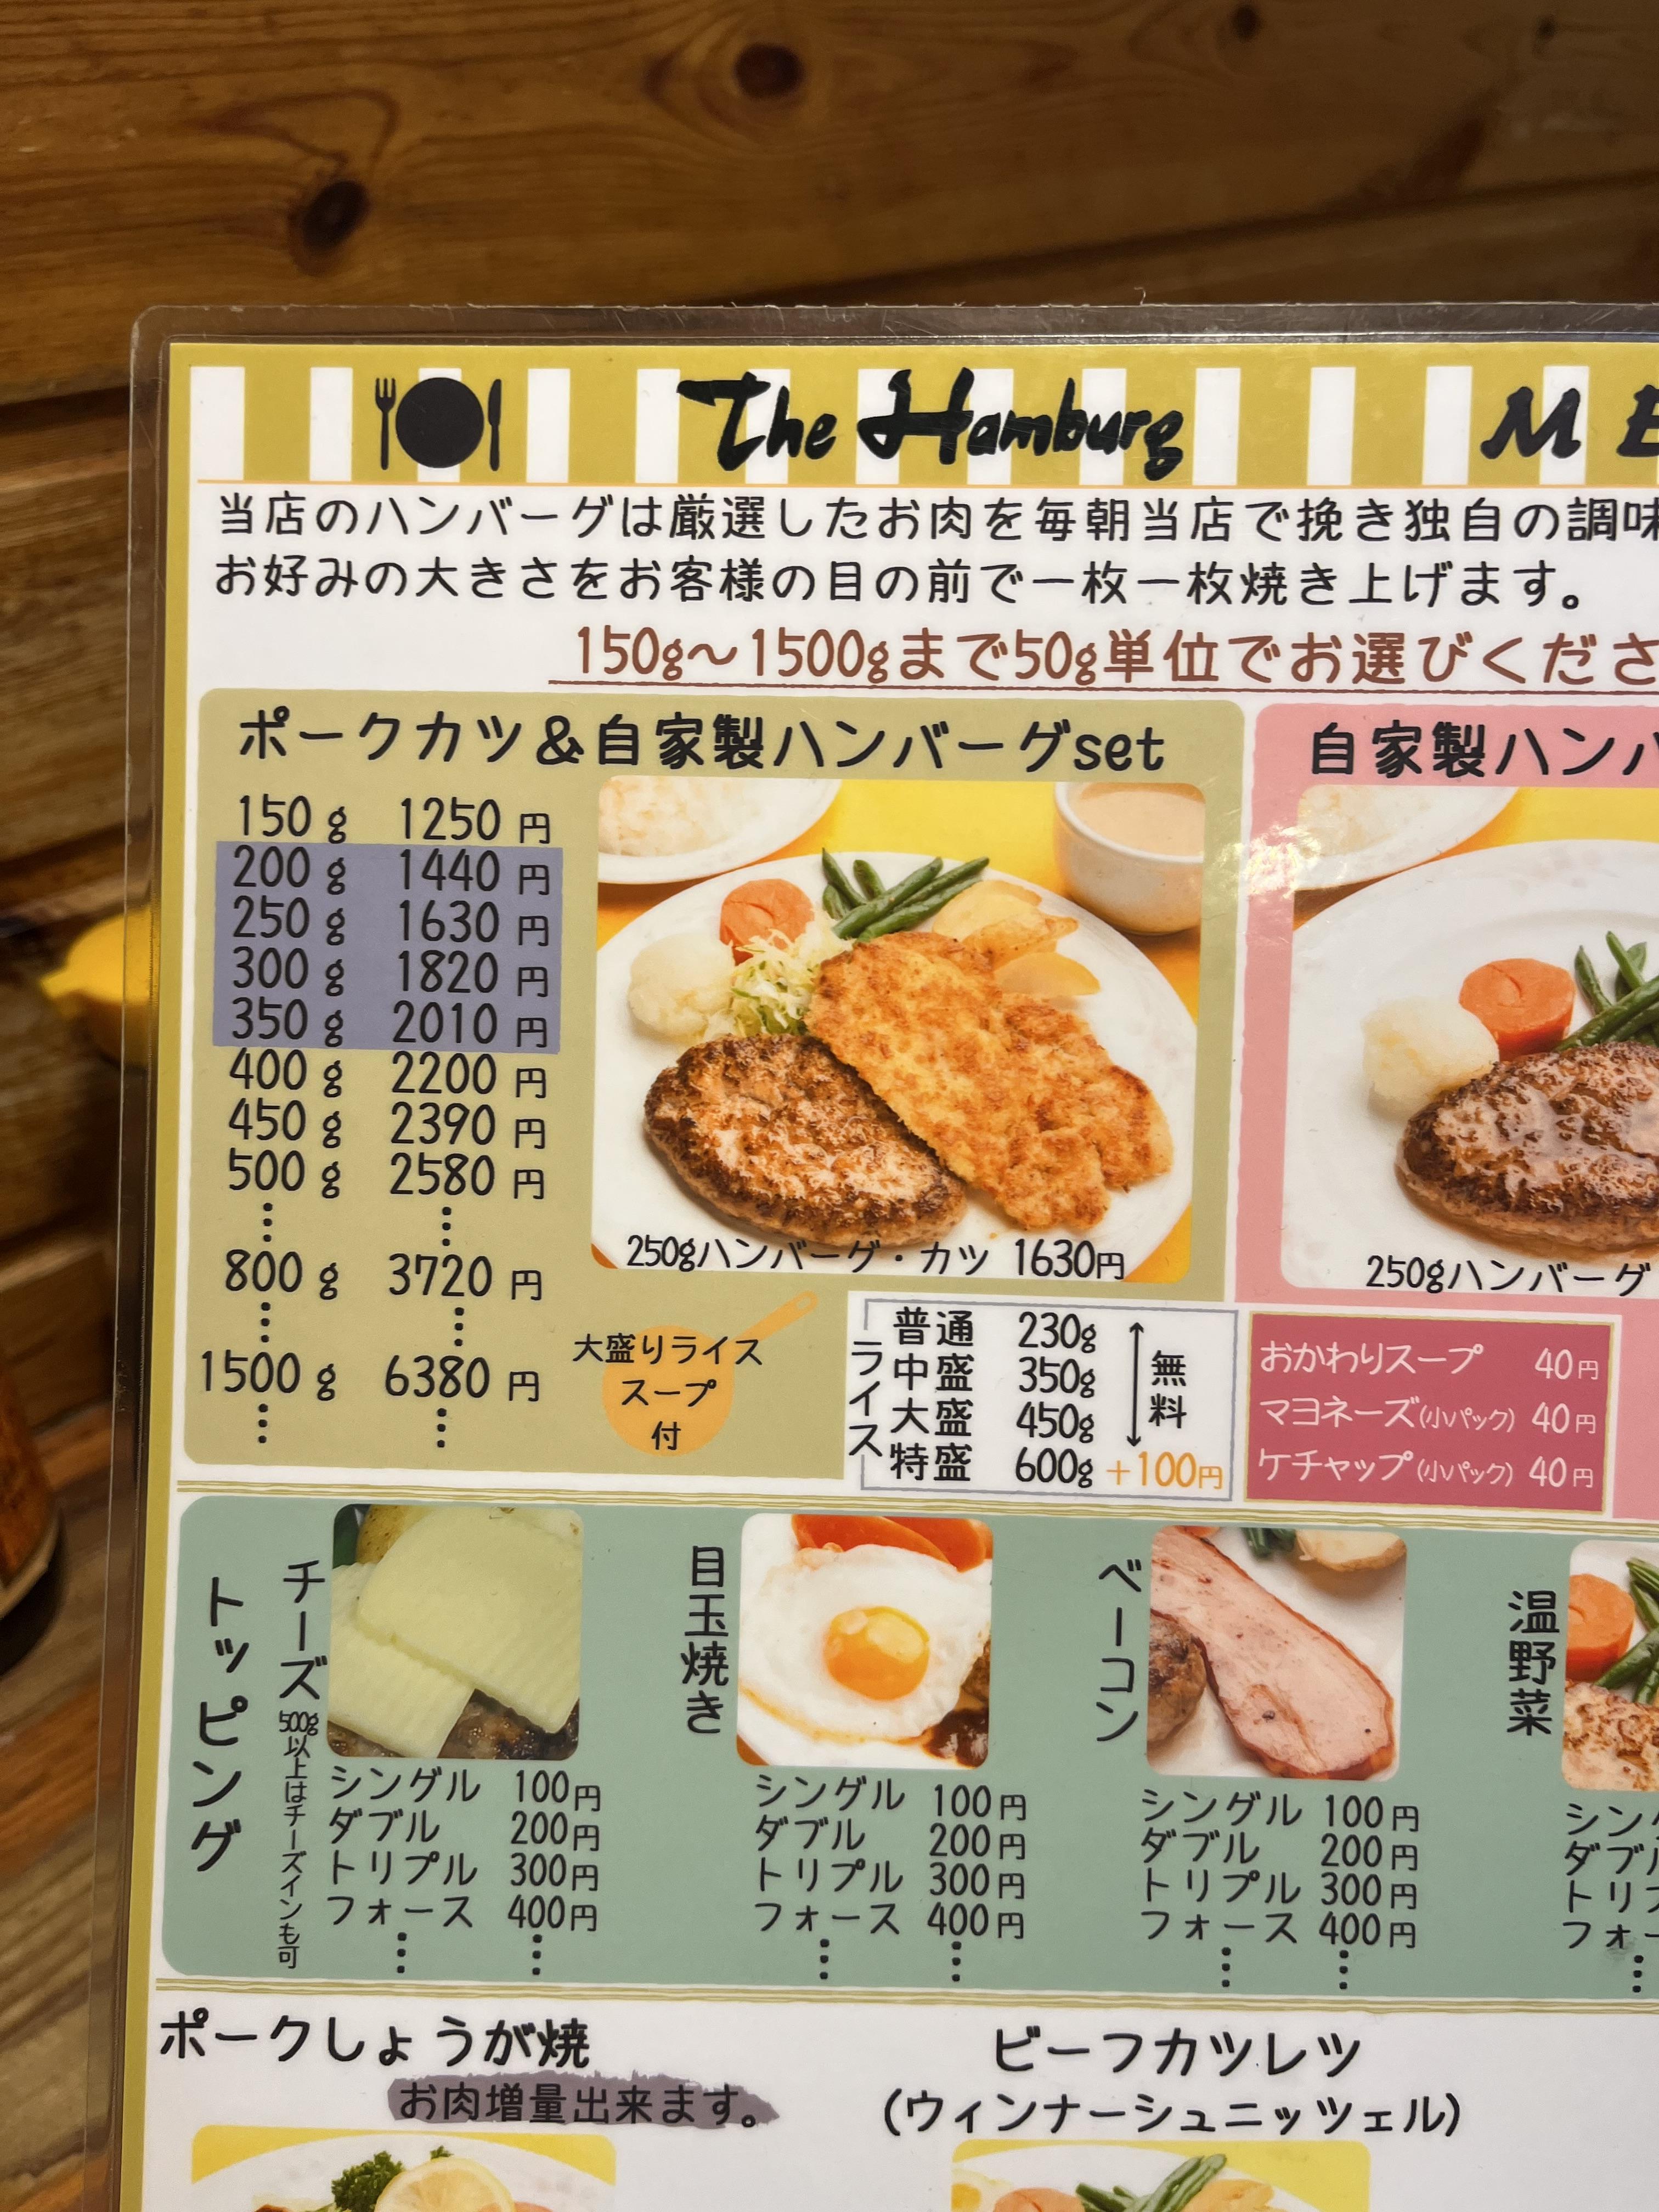 The Hamburg
当店のハンバーグは厳選したお肉を毎朝当店で挽き独自の調味
お好みの大きさをお客様の目の前で一枚一枚焼き上げます。
150g～1500gまで50g単位でお選びくださ
ポークカツ&自家製ハンバーグset
150g 1250円
200g 1440円
250g 1630円
300g 1820円
350g 2010円
400g 2200円
450g 2390円
500g 2580円
⋮ ⋮
800g 3720円
⋮ ⋮
1500g 6380円
⋮ ⋮
250gハンバーグ・カツ 1630円
大盛りライス
スープ
付
ライス
普通 230g
中盛 350g
大盛 450g
無料
特盛 600g +100円
自家製ハンバ
250gハンバーグ
おかわりスープ 40円
マヨネーズ(小パック) 40円
ケチャップ(小パック) 40円
トッピング
チーズ
500g以上はチーズインも可
シングル 100円
ダブル 200円
トリプル 300円
フォース 400円
⋮ ⋮
目玉焼き
シングル 100円
ダブル 200円
トリプル 300円
フォース 400円
⋮ ⋮
ベーコン
シングル 100円
ダブル 200円
トリプル 300円
フォース 400円
⋮ ⋮
温野菜
シン
ダブ
トリ
フォ
⋮
ポークしょうが焼
お肉増量出来ます。
ビーフカツレツ
(ウィンナーシュニッツェル)